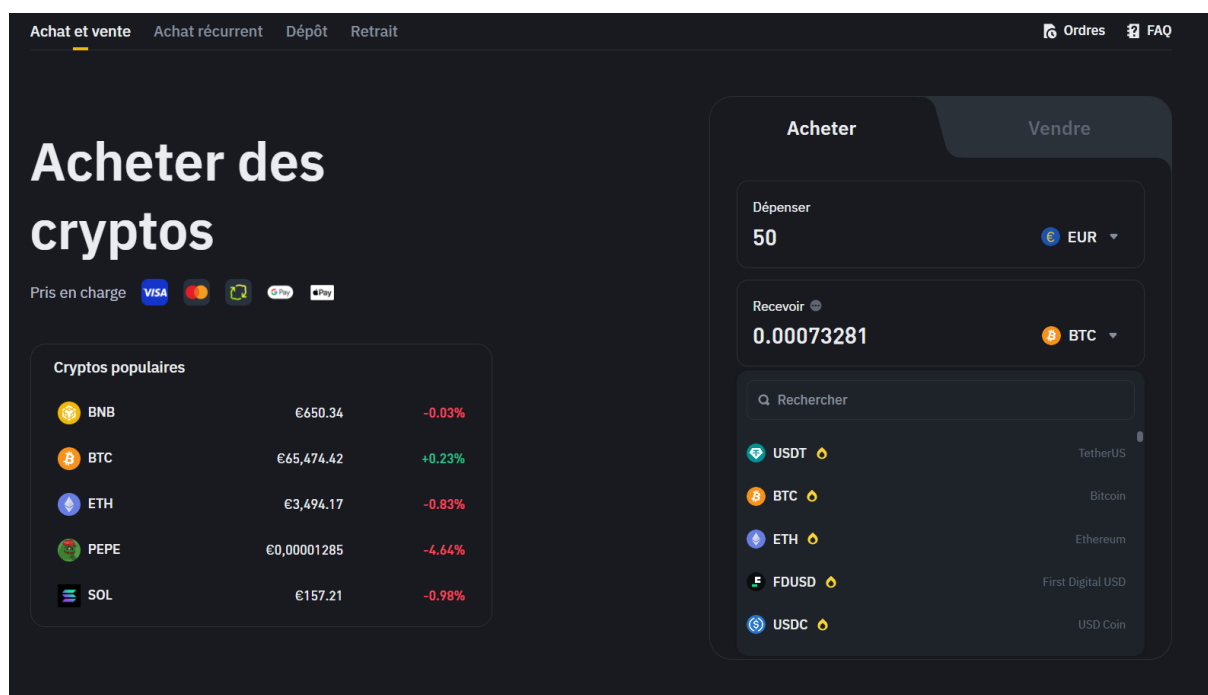 Achat et vente Achat récurrent Dépôt Retrait Ordres FAQ
Acheter des
cryptos
Pris en charge VISA G Pay Pay
Cryptos populaires
BNB €650.34 -0.03%
BTC €65,474.42 +0.23%
ETH €3,494.17 -0.83%
PEPE €0,00001285 -4.64%
SOL €157.21 -0.98%
Acheter Vendre
Dépenser
50 EUR
Recevoir
0.00073281 BTC
Rechercher
USDT TetherUS
BTC Bitcoin
ETH Ethereum
FDUSD First Digital USD
USDC USD Coin